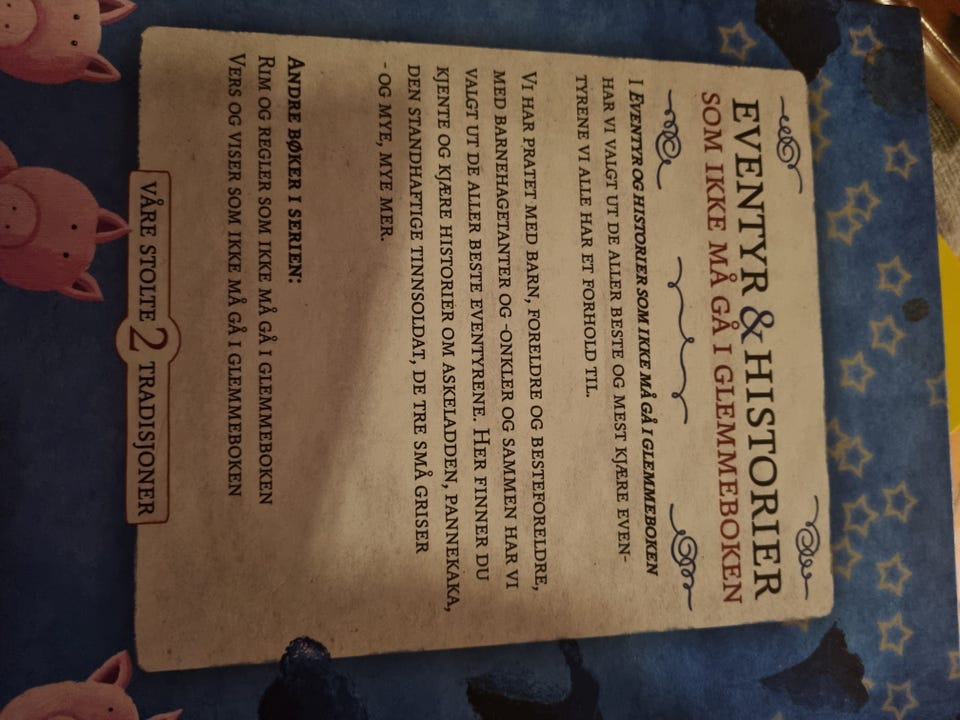 EVENTYR & HISTORIER
SOM IKKE MÅ GÅ I GLEMMEBOKEN
I EVENTYR OG HISTORIER SOM IKKE MÅ GÅ I GLEMMEBOKEN
HAR VI VALGT UT DE ALLER BESTE OG MEST KJÆRE EVEN-
TYRENE VI ALLE HAR ET FORHOLD TIL.
VI HAR PRATET MED BARN, FORELDRE OG BESTEFORELDRE,
MED BARNEHAGETANTER OG -ONKLER OG SAMMEN HAR VI
VALGT UT DE ALLER BESTE EVENTYRENE. HER FINNER DU
KJENTE OG KJÆRE HISTORIER OM ASKELADDEN, PANNEKAKA,
DEN STANDHAFTIGE TINNSOLDAT, DE TRE SMÅ GRISER
- OG MYE, MYE MER.
ANDRE BØKER I SERIEN:
RIM OG REGLER SOM IKKE MÅ GÅ I GLEMMEBOKEN
VERS OG VISER SOM IKKE MÅ GÅ I GLEMMEBOKEN
VÅRE STOLTE 2 TRADISJONER